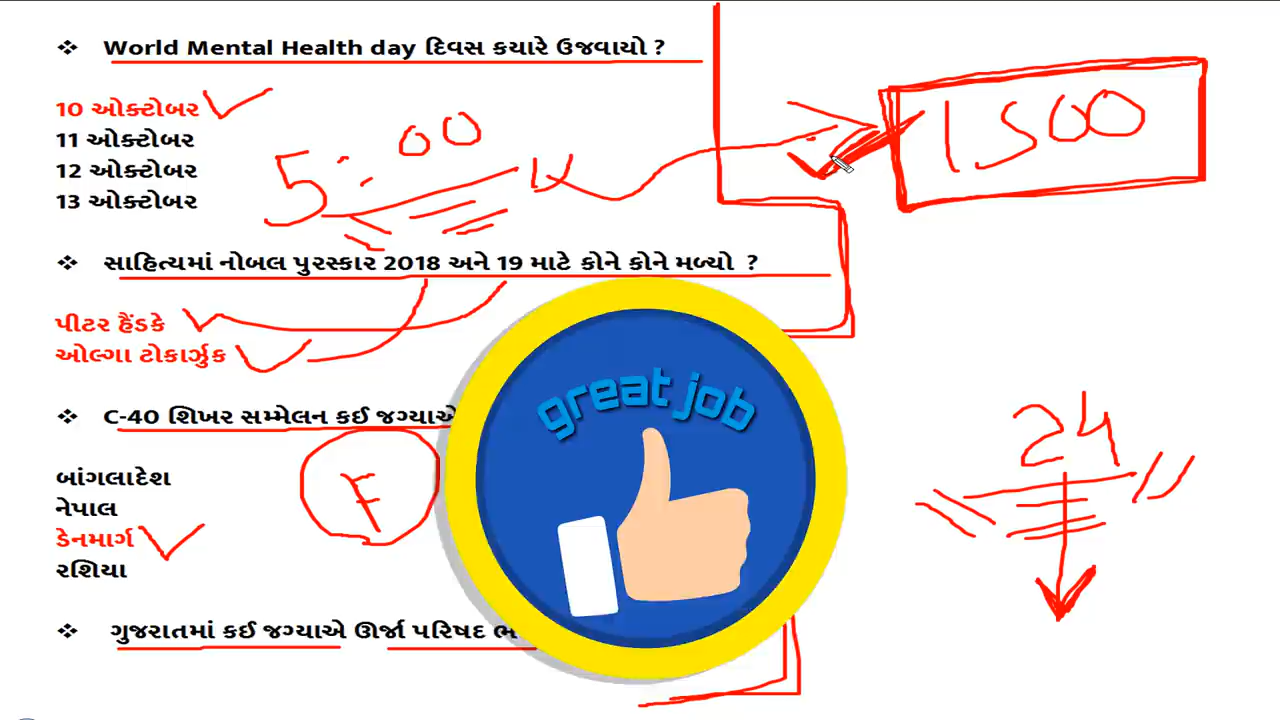 ❖ World Mental Health day દિવસ કયારે ઉજવાયો ?
10 ઓક્ટોબર
11 ઓક્ટોબર
12 ઓક્ટોબર
13 ઓક્ટોબર
5:00
1500
❖ સાહિત્યમાં નોબલ પુરસ્કાર 2018 અને 19 માટે કોને કોને મળ્યો ?
પીટર હેંડકે
ઓલ્ગા ટોકાર્ઝુક
great job
❖ C-40 શિખર સમ્મેલન કઈ જગ્યાએ
24
બાંગલાદેશ
નેપાલ
ડેનમાર્ગ
રશિયા
F
❖ ગુજરાતમાં કઈ જગ્યાએ ઊર્જા પરિષદ